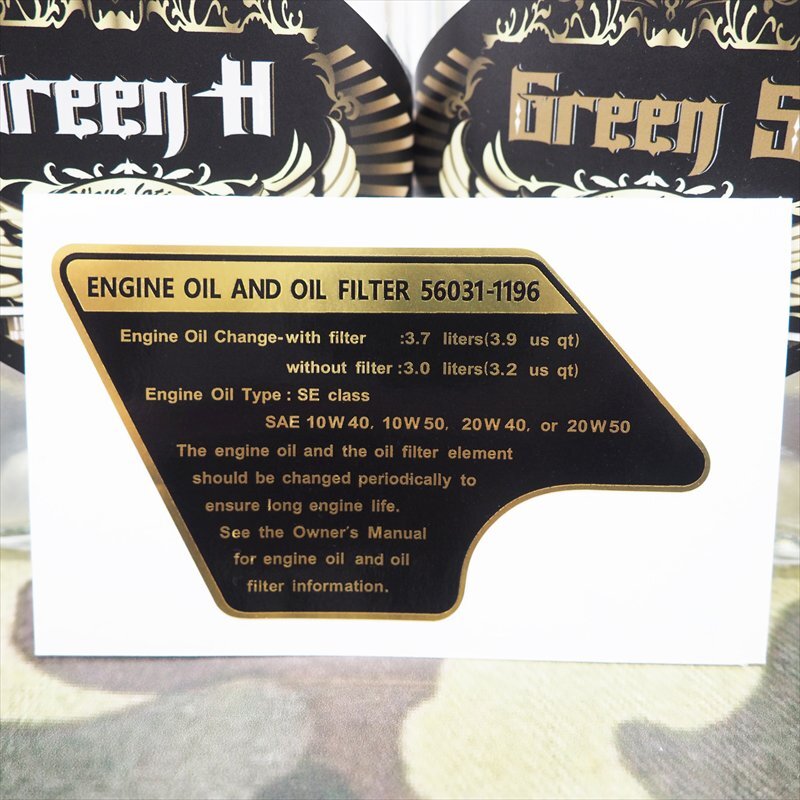 Green H
Green S
ENGINE OIL AND OIL FILTER 56031-1196
Engine Oil Change-with filter :3.7 liters(3.9 us qt)
without filter :3.0 liters(3.2 us qt)
Engine Oil Type : SE class
SAE 10W40, 10W50, 20W40, or 20W50
The engine oil and the oil filter element
should be changed periodically to
ensure long engine life.
See the Owner's Manual
for engine oil and oil
filter information.